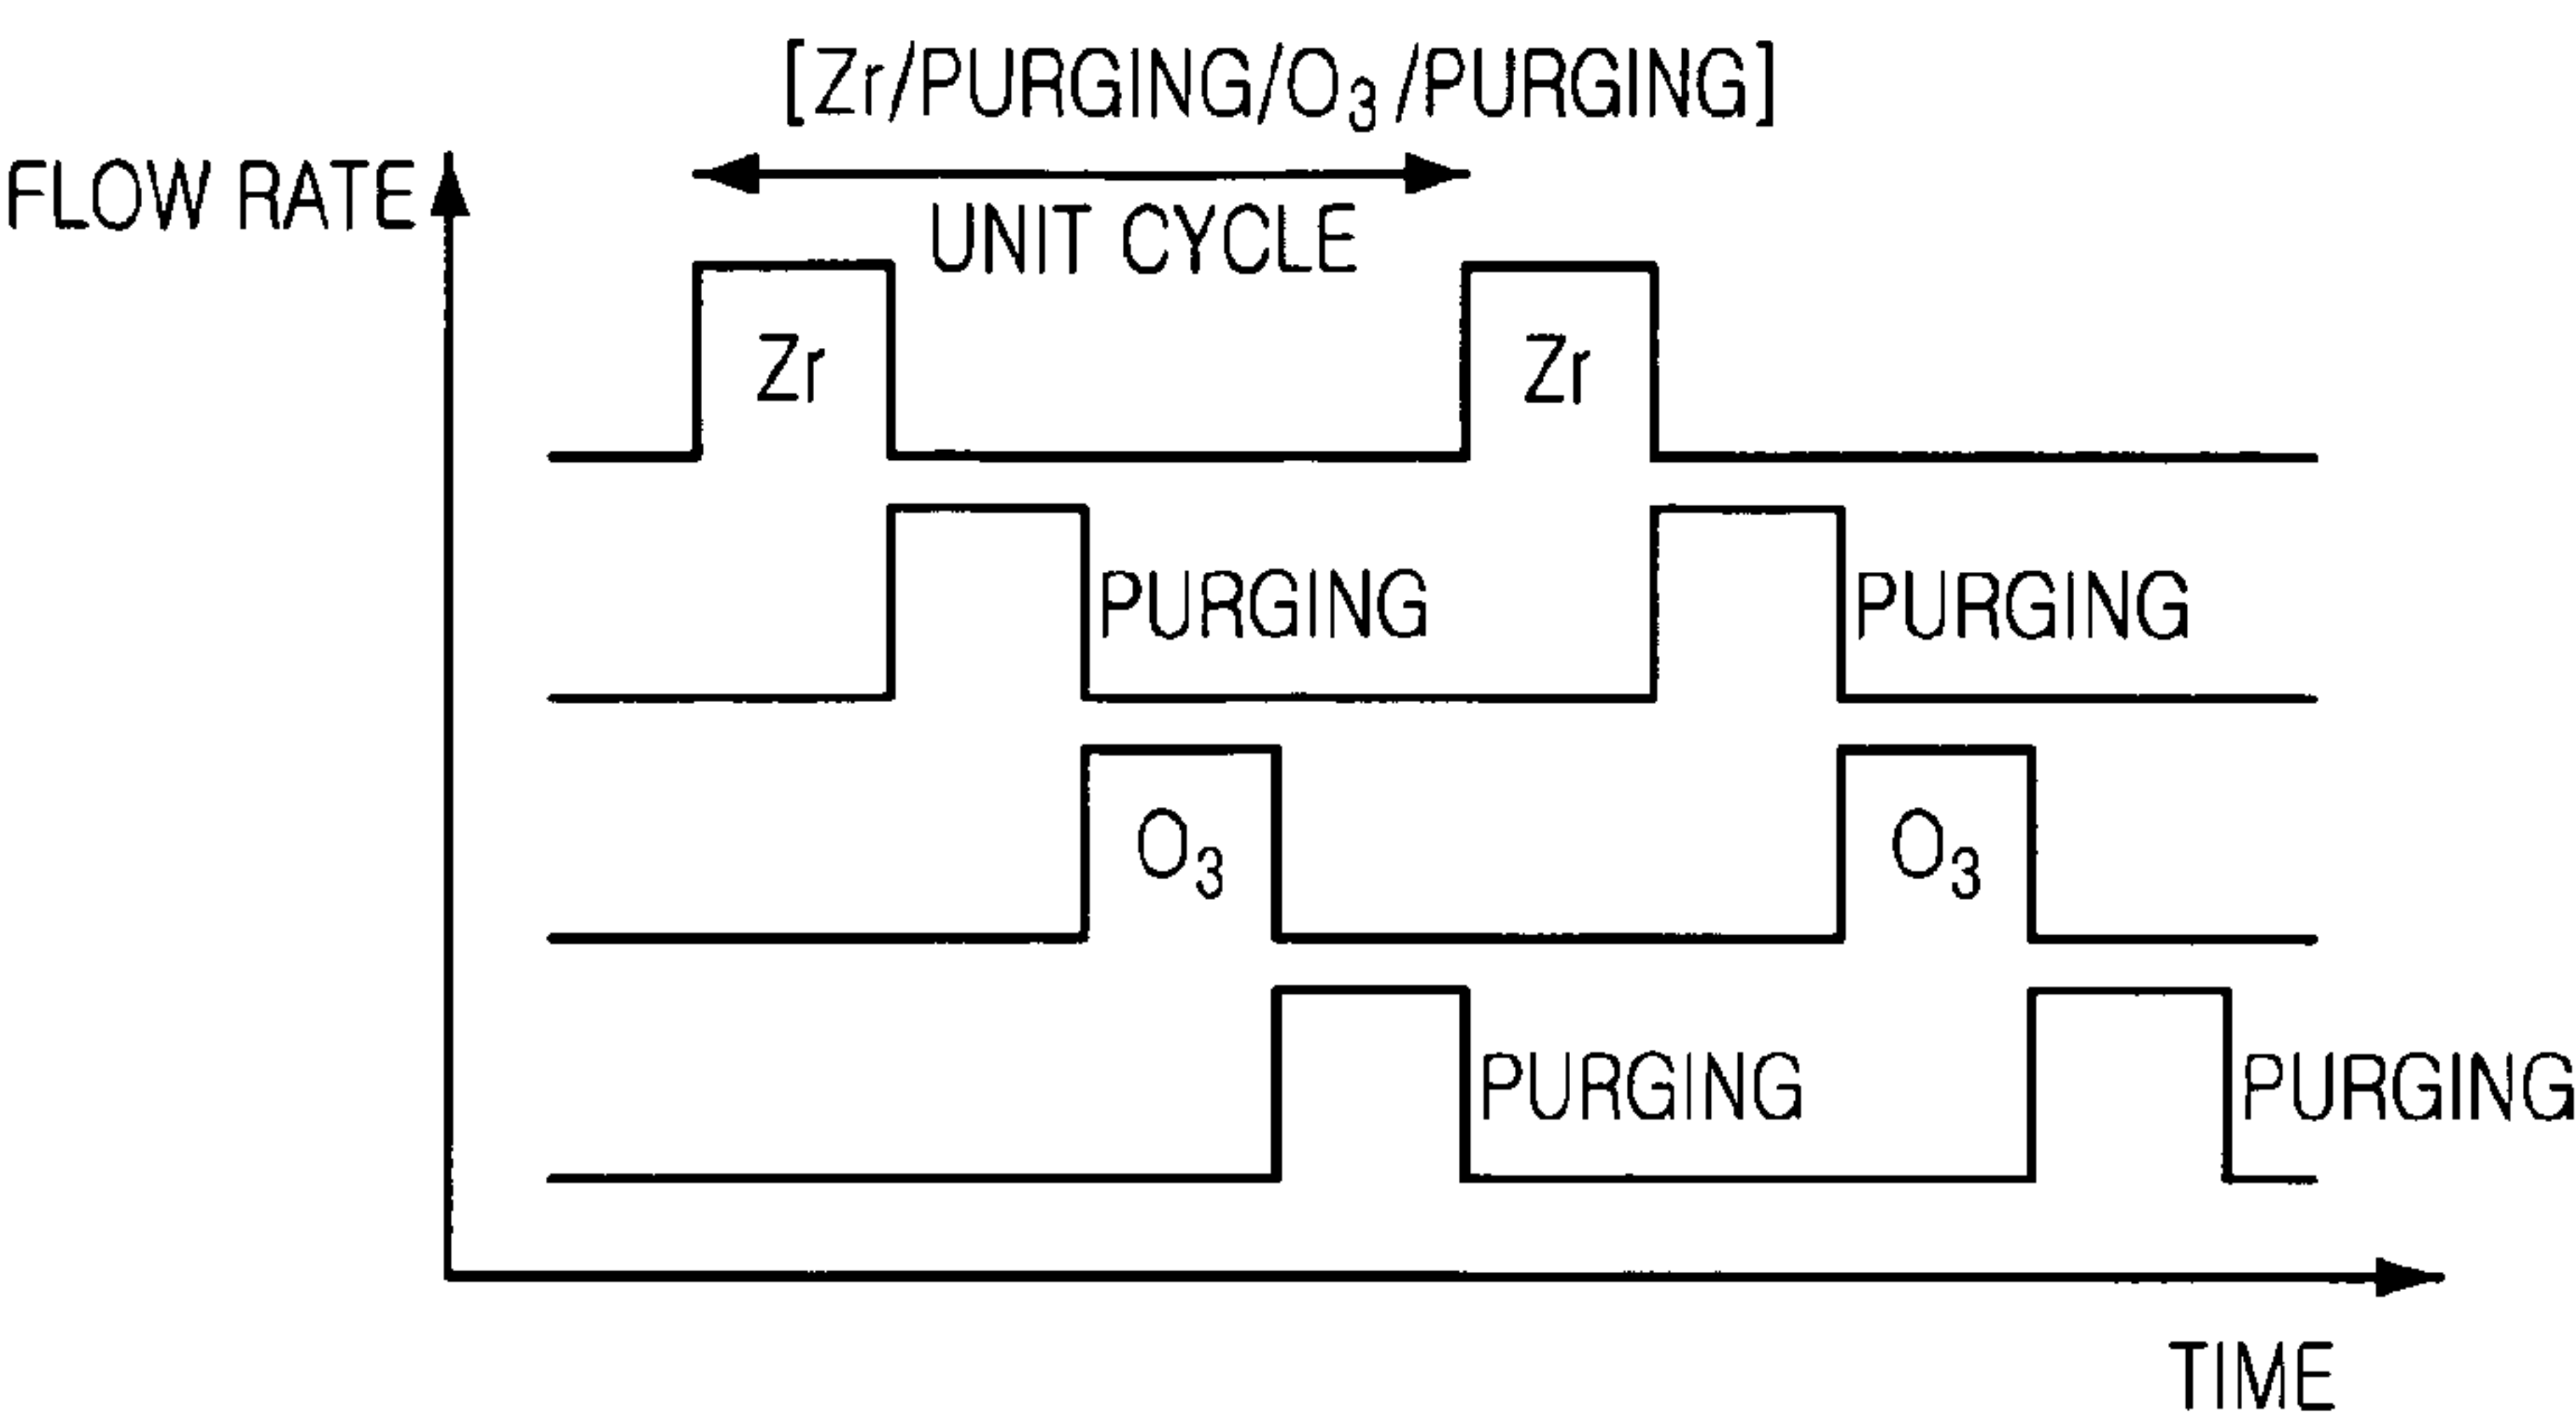 [Zr/PURGING/O₃/PURGING]
FLOW RATE
UNIT CYCLE
Zr Zr
PURGING PURGING
O₃ O₃
PURGING PURGING
TIME